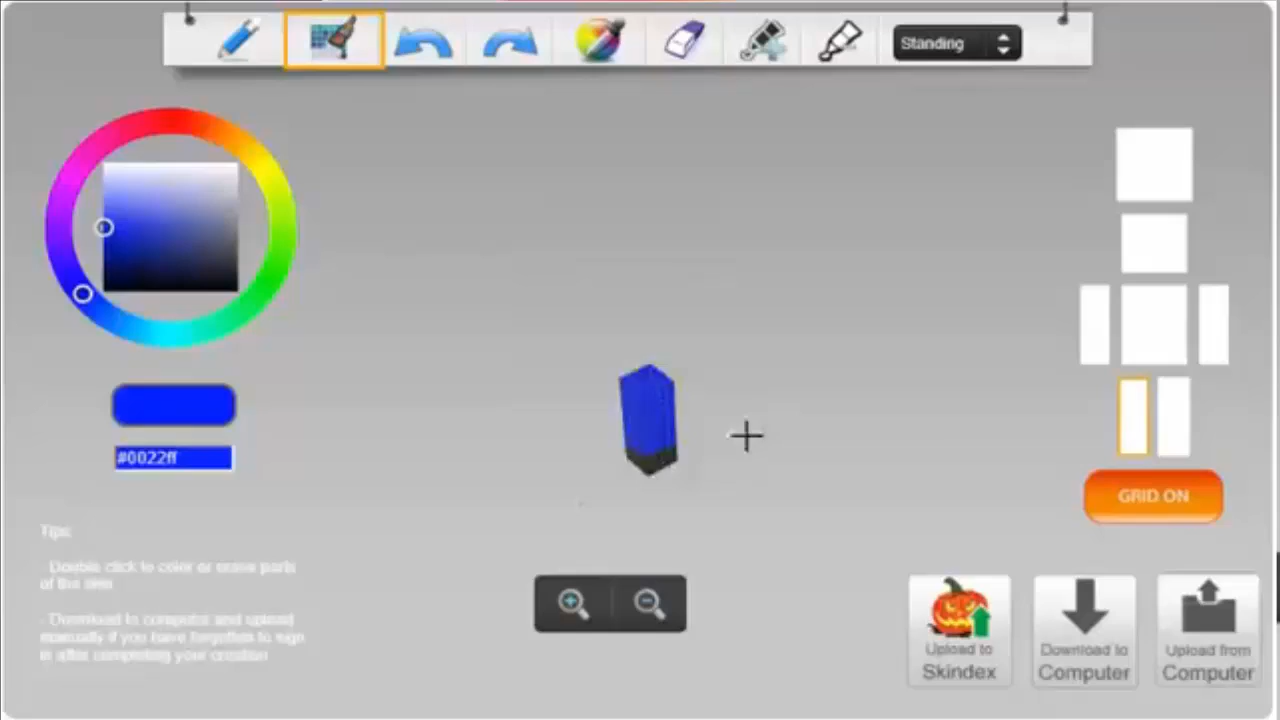 Standing
#0022ff
GRID ON
Tips:
- Double click to color or erase parts
of the skin
- Download to computer and upload
manually if you have forgotten to sign
in after completing your creation
Upload to
Skindex
Download to
Computer
Upload from
Computer